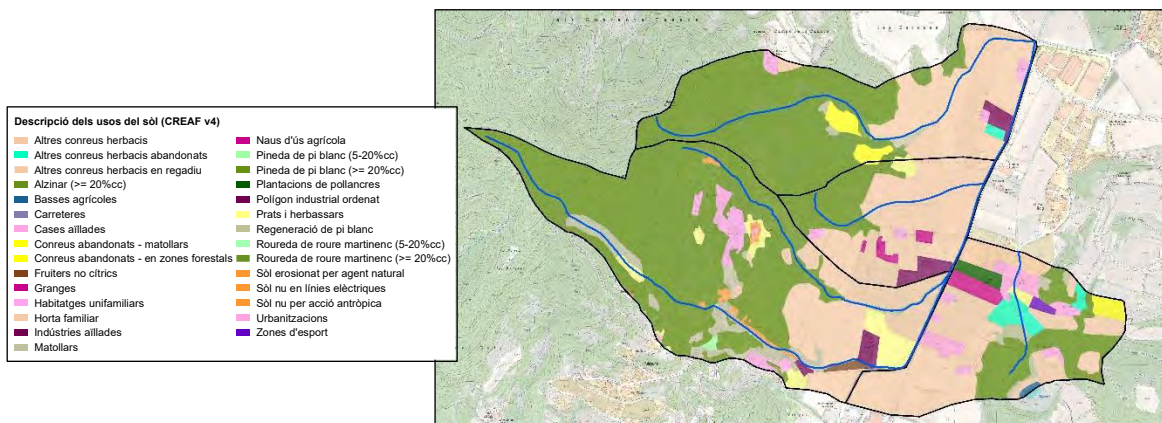 Descripció dels usos del sòl (CREAF v4)
Altres conreus herbacis
Altres conreus herbacis abandonats
Altres conreus herbacis en regadiu
Alzinar (>= 20%cc)
Basses agrícoles
Carreteres
Cases aïllades
Conreus abandonats - matollars
Conreus abandonats - en zones forestals
Fruiters no cítrics
Granges
Habitatges unifamiliars
Horta familiar
Indústries aïllades
Matollars
Naus d'ús agrícola
Pineda de pi blanc (5-20%cc)
Pineda de pi blanc (>= 20%cc)
Plantacions de pollancres
Polígon industrial ordenat
Prats i herbassars
Regeneració de pi blanc
Roureda de roure martinenc (5-20%cc)
Roureda de roure martinenc (>= 20%cc)
Sòl erosionat per agent natural
Sòl nu en línies elèctriques
Sòl nu per acció antròpica
Urbanitzacions
Zones d'esport